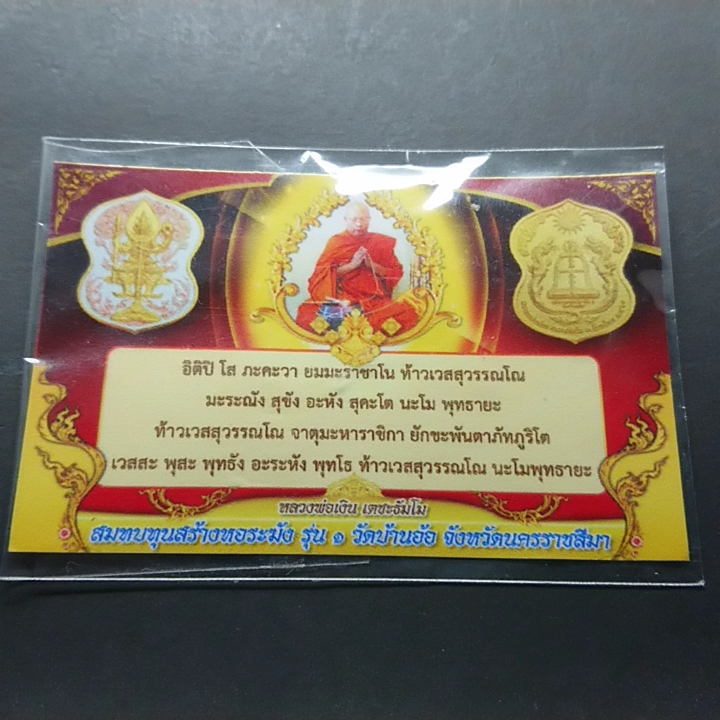 อิติปิ โส ภะคะวา ยมมะราชาโน ท้าวเวสสุวรรณโณ
มะระณัง สุขัง อะหัง สุคะโต นะโม พุทธายะ
ท้าวเวสสุวรรณโณ จาตุมะหาราชิกา ยักขะพันตาภัทภูริโต
เวสสะ พุสะ พุทธัง อะระหัง พุทโธ ท้าวเวสสุวรรณโณ นะโมพุทธายะ
หลวงพ่อเงิน เตชะธัมโม
สมทบทุนสร้างหอระฆัง รุ่น ๑ วัดบ้านอ้อ จังหวัดนครราชสีมา